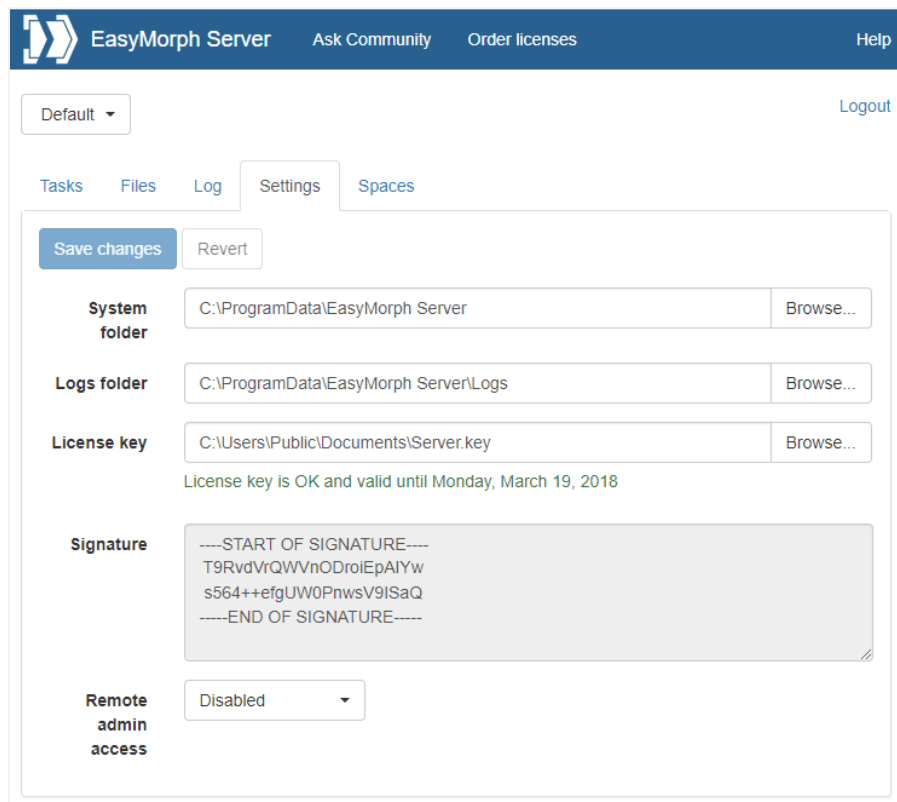 EasyMorph Server Ask Community Order licenses Help
Default Logout
Tasks Files Log Settings Spaces
Save changes Revert
System folder C:\ProgramData\EasyMorph Server Browse...
Logs folder C:\ProgramData\EasyMorph Server\Logs Browse...
License key C:\Users\Public\Documents\Server.key Browse...
License key is OK and valid until Monday, March 19, 2018
Signature ----START OF SIGNATURE----
T9RvdVrQWVnODroiEpAIYw
s564++efgUW0PnwsV9ISaQ
-----END OF SIGNATURE-----
Remote admin access Disabled